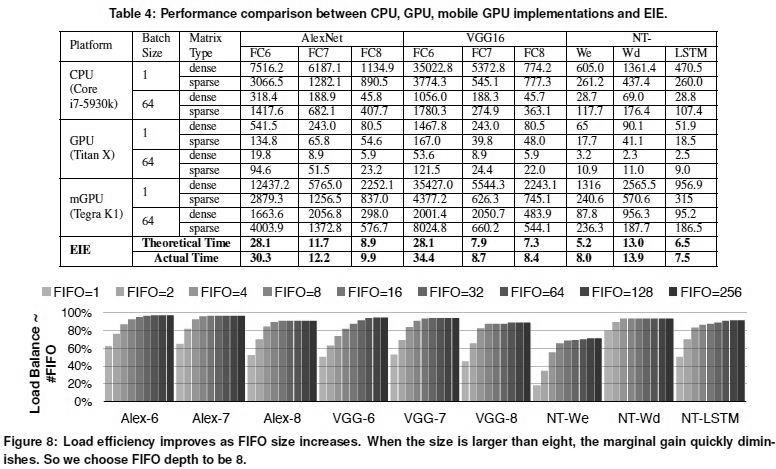 Table 4: Performance comparison between CPU, GPU, mobile GPU implementations and EIE.
Platform Batch Size Matrix Type AlexNet VGG16 NT-
FC6 FC7 FC8 FC6 FC7 FC8 We Wd LSTM
CPU (Core i7-5930k) 1 dense 7516.2 6187.1 1134.9 35022.8 5372.8 774.2 605.0 1361.4 470.5
sparse 3066.5 1282.1 890.5 3774.3 545.1 777.3 261.2 437.4 260.0
64 dense 318.4 188.9 45.8 1056.0 188.3 45.7 28.7 69.0 28.8
sparse 1417.6 682.1 407.7 1780.3 274.9 363.1 117.7 176.4 107.4
GPU (Titan X) 1 dense 541.5 243.0 80.5 1467.8 243.0 80.5 65 90.1 51.9
sparse 134.8 65.8 54.6 167.0 39.8 48.0 17.7 41.1 18.5
64 dense 19.8 8.9 5.9 53.6 8.9 5.9 3.2 2.3 2.5
sparse 94.6 51.5 23.2 121.5 24.4 22.0 10.9 11.0 9.0
mGPU (Tegra K1) 1 dense 12437.2 5765.0 2252.1 35427.0 5544.3 2243.1 1316 2565.5 956.9
sparse 2879.3 1256.5 837.0 4377.2 626.3 745.1 240.6 570.6 315
64 dense 1663.6 2056.8 298.0 2001.4 2050.7 483.9 87.8 956.3 95.2
sparse 4003.9 1372.8 576.7 8024.8 660.2 544.1 236.3 187.7 186.5
EIE Theoretical Time 28.1 11.7 8.9 28.1 7.9 7.3 5.2 13.0 6.5
Actual Time 30.3 12.2 9.9 34.4 8.7 8.4 8.0 13.9 7.5
FIFO=1 FIFO=2 FIFO=4 FIFO=8 FIFO=16 FIFO=32 FIFO=64 FIFO=128 FIFO=256
Load Balance ~
#FIFO
100%
80%
60%
40%
20%
0%
Alex-6 Alex-7 Alex-8 VGG-6 VGG-7 VGG-8 NT-We NT-Wd NT-LSTM
Figure 8: Load efficiency improves as FIFO size increases. When the size is larger than eight, the marginal gain quickly dimin-
ishes. So we choose FIFO depth to be 8.